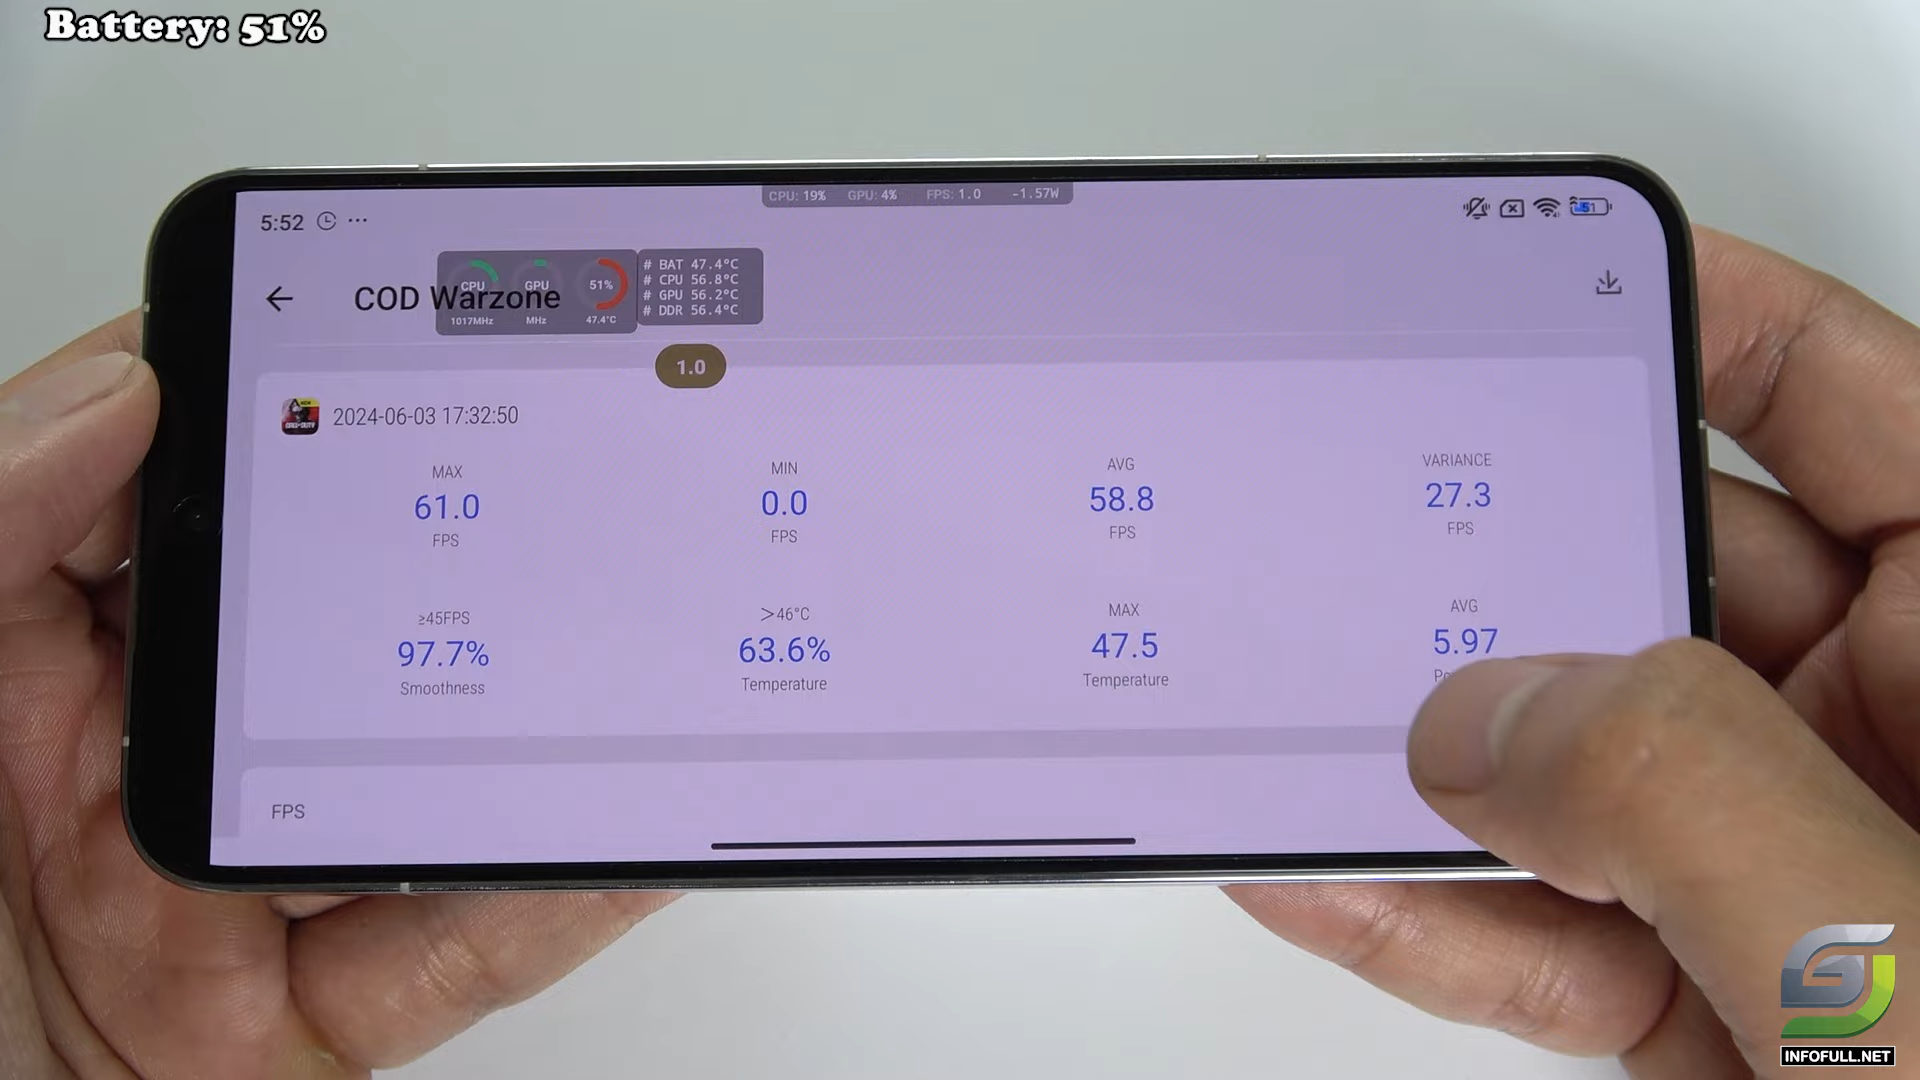 Battery: 51%
CPU: 19% GPU: 4% FPS: 1.0 -1.57W
5:52 ... 51
CPU GPU 51%
1017MHz MHz 47.4°C
# BAT 47.4°C
# CPU 56.8°C
# GPU 56.2°C
# DDR 56.4°C
COD Warzone
1.0
2024-06-03 17:32:50
MAX MIN AVG VARIANCE
61.0 0.0 58.8 27.3
FPS FPS FPS FPS
≥45FPS >46°C MAX AVG
97.7% 63.6% 47.5 5.97
Smoothness Temperature Temperature
FPS
INFOFULL.NET